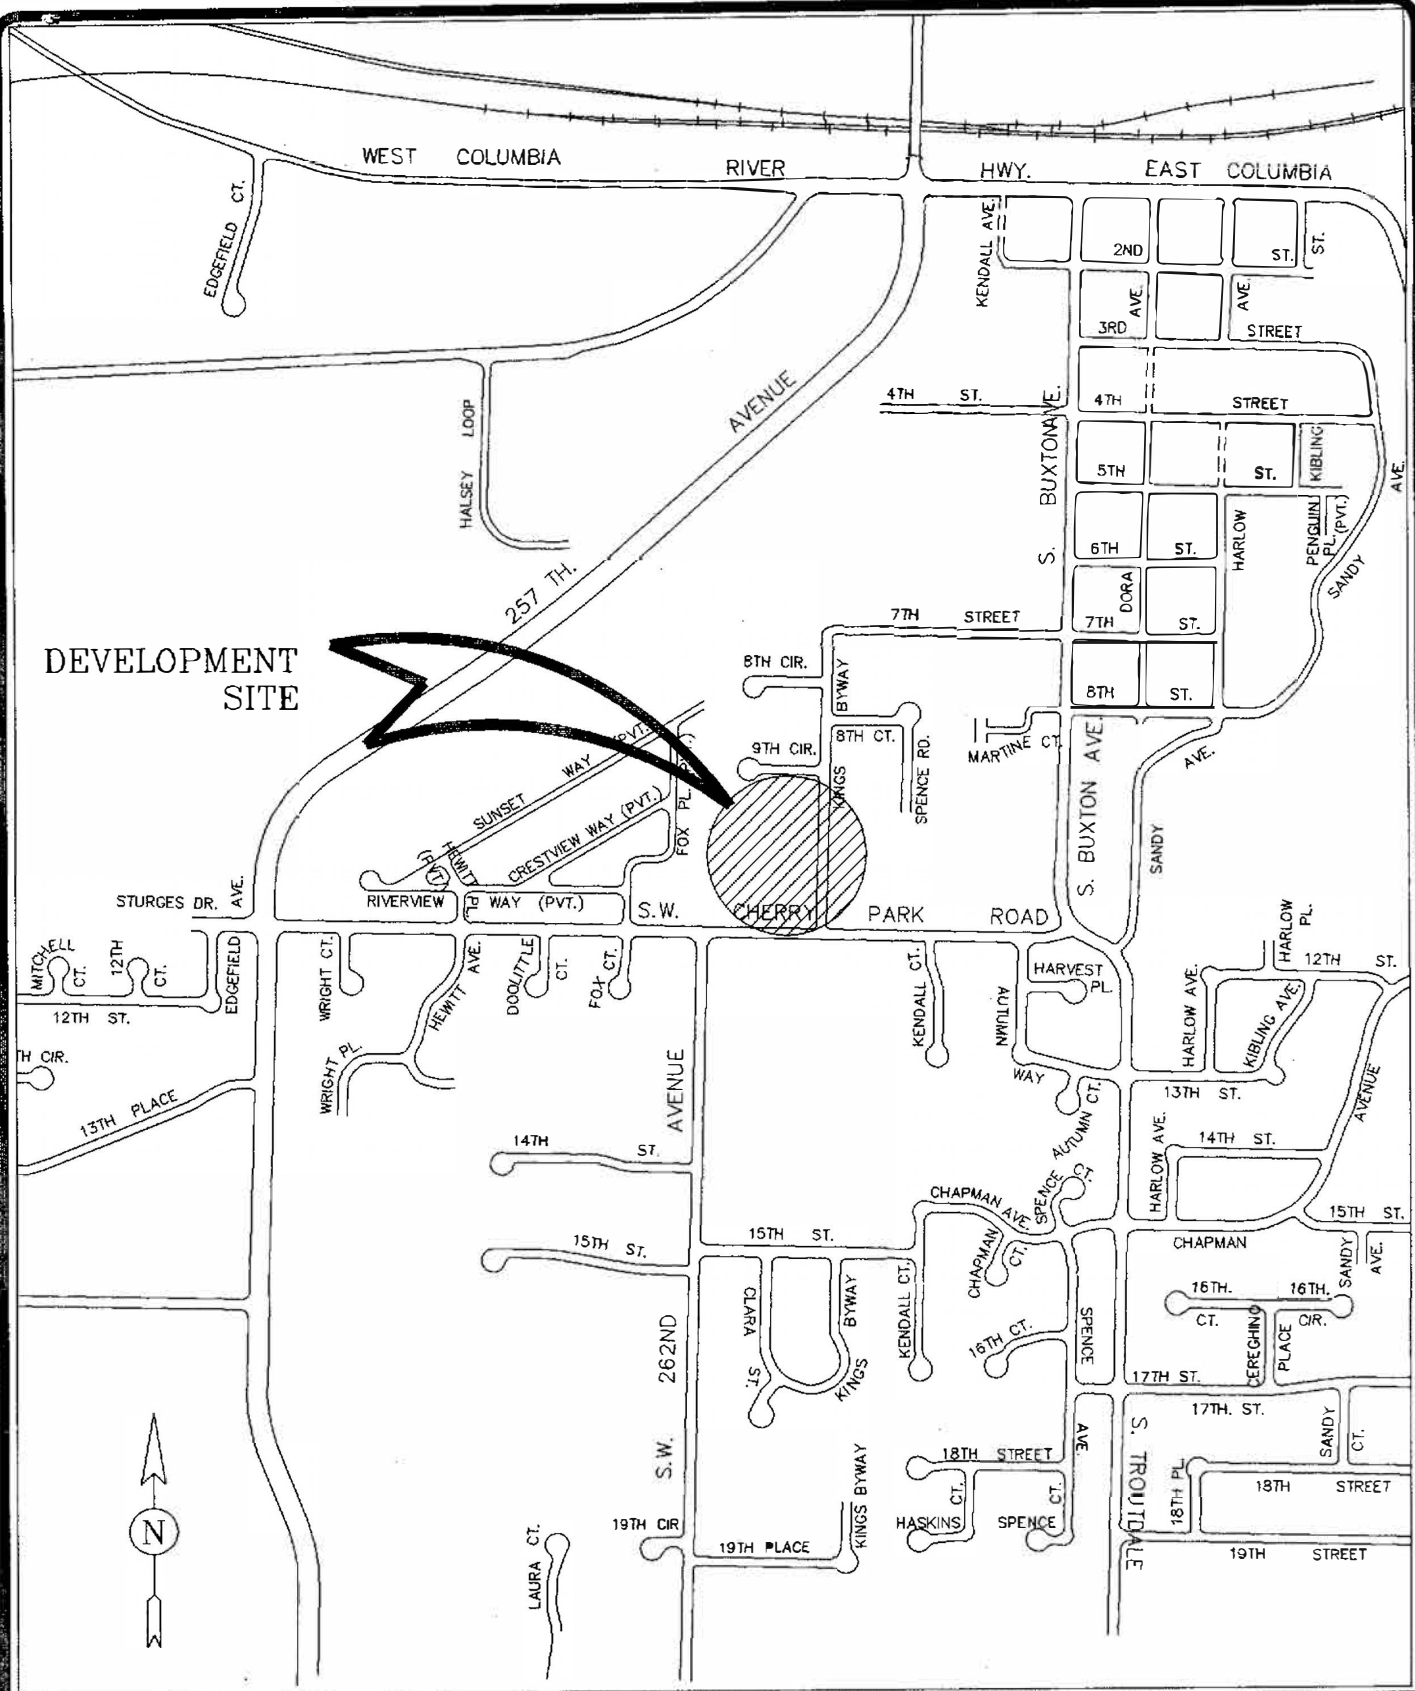 WEST COLUMBIA RIVER HWY. EAST COLUMBIA
EDGEFIELD CT.
KENDALL AVE.
2ND ST.
ST.
AVE.
AVE.
3RD STREET
HALSEY LOOP
257 TH. AVENUE
4TH ST.
4TH STREET
S. BUXTON AVE.
5TH ST.
KIBLING
AVE.
HARLOW
PENGUIN PL. (PVT.)
SANDY
6TH ST.
DORA
7TH STREET
7TH ST.
8TH ST.
DEVELOPMENT
SITE
8TH CIR.
BYWAY
8TH CT.
9TH CIR.
KINGS
SPENCE RD.
MARTINE CT.
S. BUXTON AVE.
AVE.
SANDY
SUNSET WAY (PVT.)
CRESTVIEW WAY (PVT.)
FOX PL.
HEWITT PL.
(PVT.)
RIVERVIEW WAY (PVT.)
STURGES DR.
AVE.
S.W. CHERRY PARK ROAD
MITCHELL CT.
12TH CT.
EDGEFIELD
12TH ST.
WRIGHT CT.
HEWITT AVE.
DOOLITTLE CT.
FOX CT.
KENDALL CT.
HARVEST PL.
AUTUMN WAY
HARLOW PL.
12TH ST.
HARLOW AVE.
KIBLING AVE.
TH CIR.
13TH PLACE
WRIGHT PL.
AUTUMN CT.
13TH ST.
AVENUE
14TH ST.
HARLOW AVE.
14TH ST.
SPENCE CT.
CHAPMAN AVE.
CHAPMAN CT.
15TH ST.
15TH ST.
15TH ST.
CHAPMAN
SANDY AVE.
S.W. 262ND AVENUE
CLARA ST.
KINGS BYWAY
KENDALL CT.
16TH CT.
SPENCE AVE.
16TH. CT.
16TH. CIR.
CEREGHINO PLACE
17TH ST.
17TH. ST.
SANDY CT.
S. TROUTDALE
18TH STREET
HASKINS CT.
SPENCE CT.
18TH PL.
18TH STREET
19TH STREET
KINGS BYWAY
19TH CIR
19TH PLACE
LAURA CT.
N